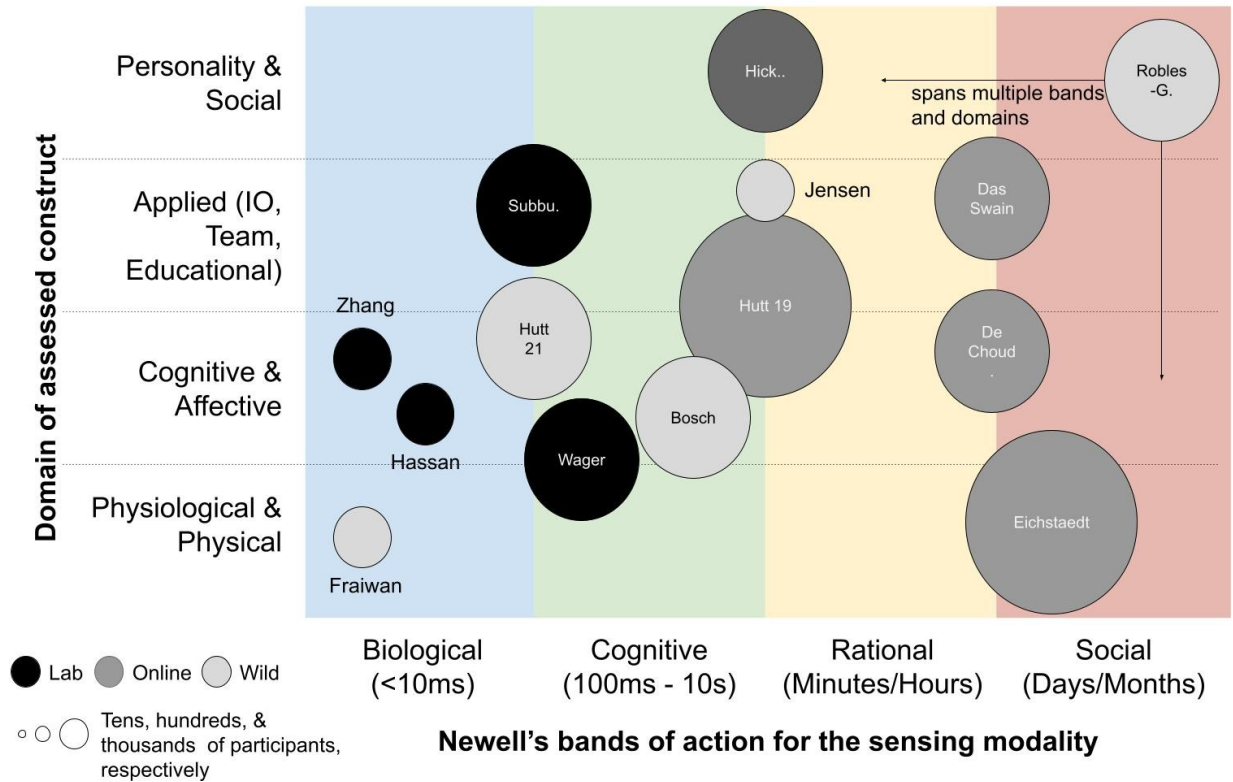 Domain of assessed construct
Personality &
Social
Applied (IO,
Team,
Educational)
Cognitive &
Affective
Physiological &
Physical
Hick..
Robles
-G.
spans multiple bands
and domains
Subbu.
Jensen
Das
Swain
Zhang
Hutt
21
Hutt 19
De
Choud
.
Hassan
Wager
Bosch
Fraiwan
Eichstaedt
Biological
(<10ms)
Cognitive
(100ms - 10s)
Rational
(Minutes/Hours)
Social
(Days/Months)
Lab
Online
Wild
Tens, hundreds, &
thousands of participants,
respectively
Newell's bands of action for the sensing modality